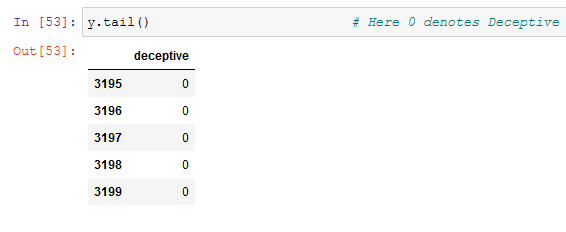 In [53]: y.tail() # Here 0 denotes Deceptive
Out[53]:
deceptive
3195 0
3196 0
3197 0
3198 0
3199 0